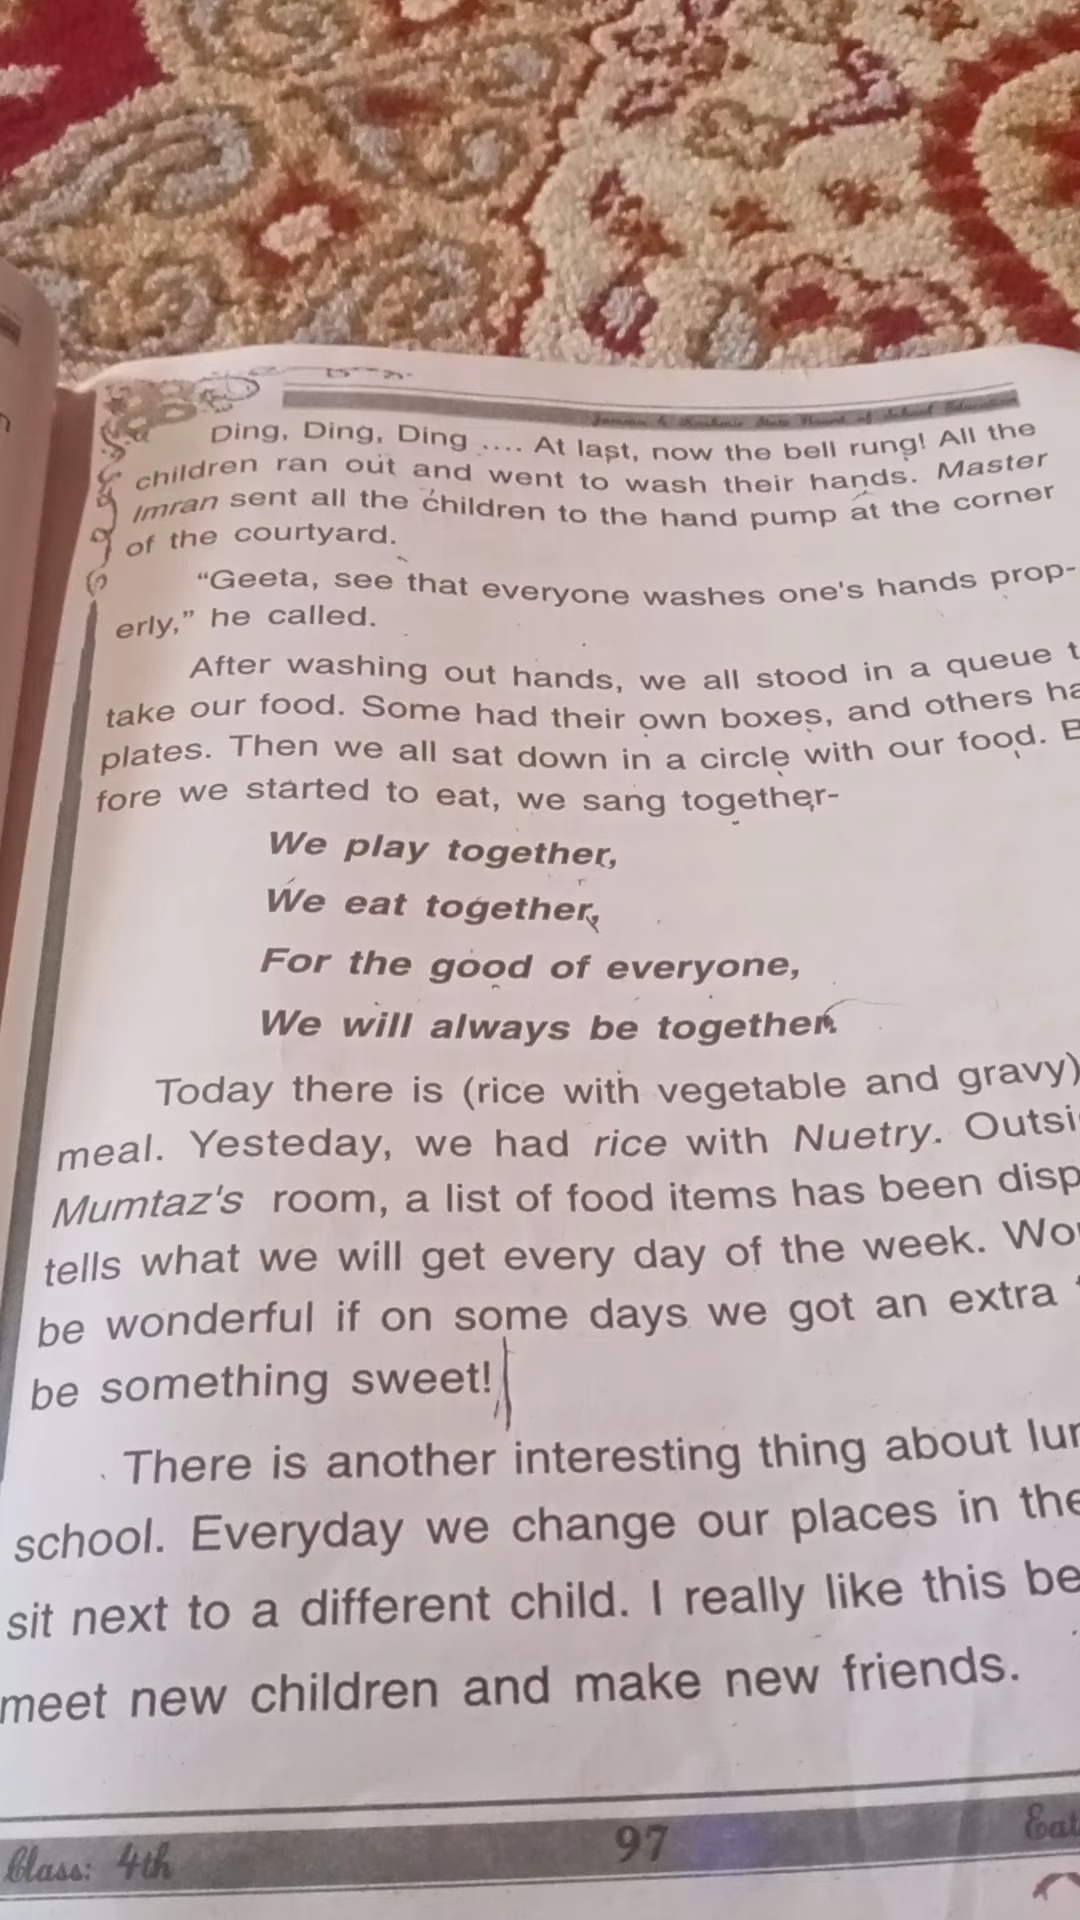 Jammu & Kashmir State Board of School Education
Ding, Ding, Ding .... At last, now the bell rung! All the
children ran out and went to wash their hands. Master
Imran sent all the children to the hand pump at the corner
of the courtyard.
“Geeta, see that everyone washes one's hands prop-
erly,” he called.
After washing out hands, we all stood in a queue t
take our food. Some had their own boxes, and others ha
plates. Then we all sat down in a circle with our food. B
fore we started to eat, we sang together-
We play together,
We eat together,
For the good of everyone,
We will always be together.
Today there is (rice with vegetable and gravy)
meal. Yesteday, we had rice with Nuetry. Outsi
Mumtaz's room, a list of food items has been disp
tells what we will get every day of the week. Wo
be wonderful if on some days we got an extra
be something sweet!
There is another interesting thing about lun
school. Everyday we change our places in the
sit next to a different child. I really like this be
meet new children and make new friends.
Class: 4th 97 Eat